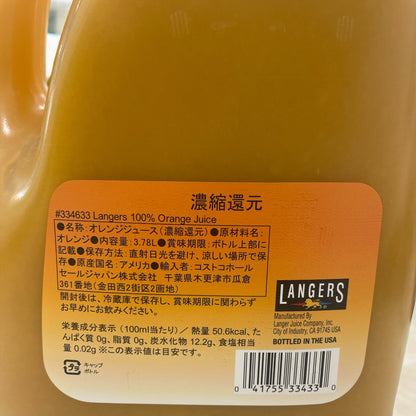 濃縮還元
#334633 Langers 100% Orange Juice
●名称：オレンジジュース（濃縮還元）●原材料名：
オレンジ●内容量：3.78L●賞味期限：ボトル上部に
記載●保存方法：直射日光を避け、涼しい場所で保存
●原産国名：アメリカ●輸入者：コストコホール
セールジャパン株式会社　千葉県木更津市瓜倉
361番地（金田西2街区2画地）
開封後は、冷蔵庫で保存し、賞味期限に関わらず
お早めにお飲みください。
栄養成分表示（100ml当たり）／熱量 50.6kcal、たんぱく質 0g、脂質 0g、炭水化物 12.2g、食塩相当量 0.02g ※この表示値は目安です。
キャップ
ボトル
プラ
LANGERS
Manufactured By
Langer Juice Company, Inc.
City of Industry, CA 91745 USA
BOTTLED IN THE USA
0 41755 33433 0